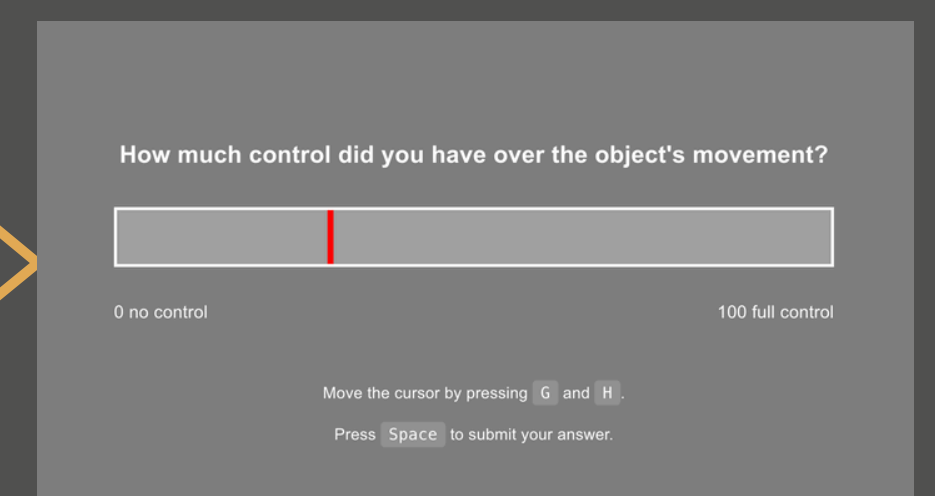 How much control did you have over the object's movement?
0 no control
100 full control
Move the cursor by pressing G and H.
Press Space to submit your answer.